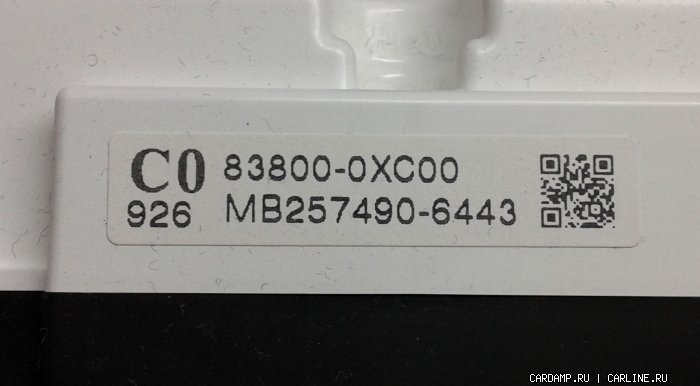 C0 83800-0XC00
926 MB257490-6443
CARDAMP.RU | CARLINE.RU